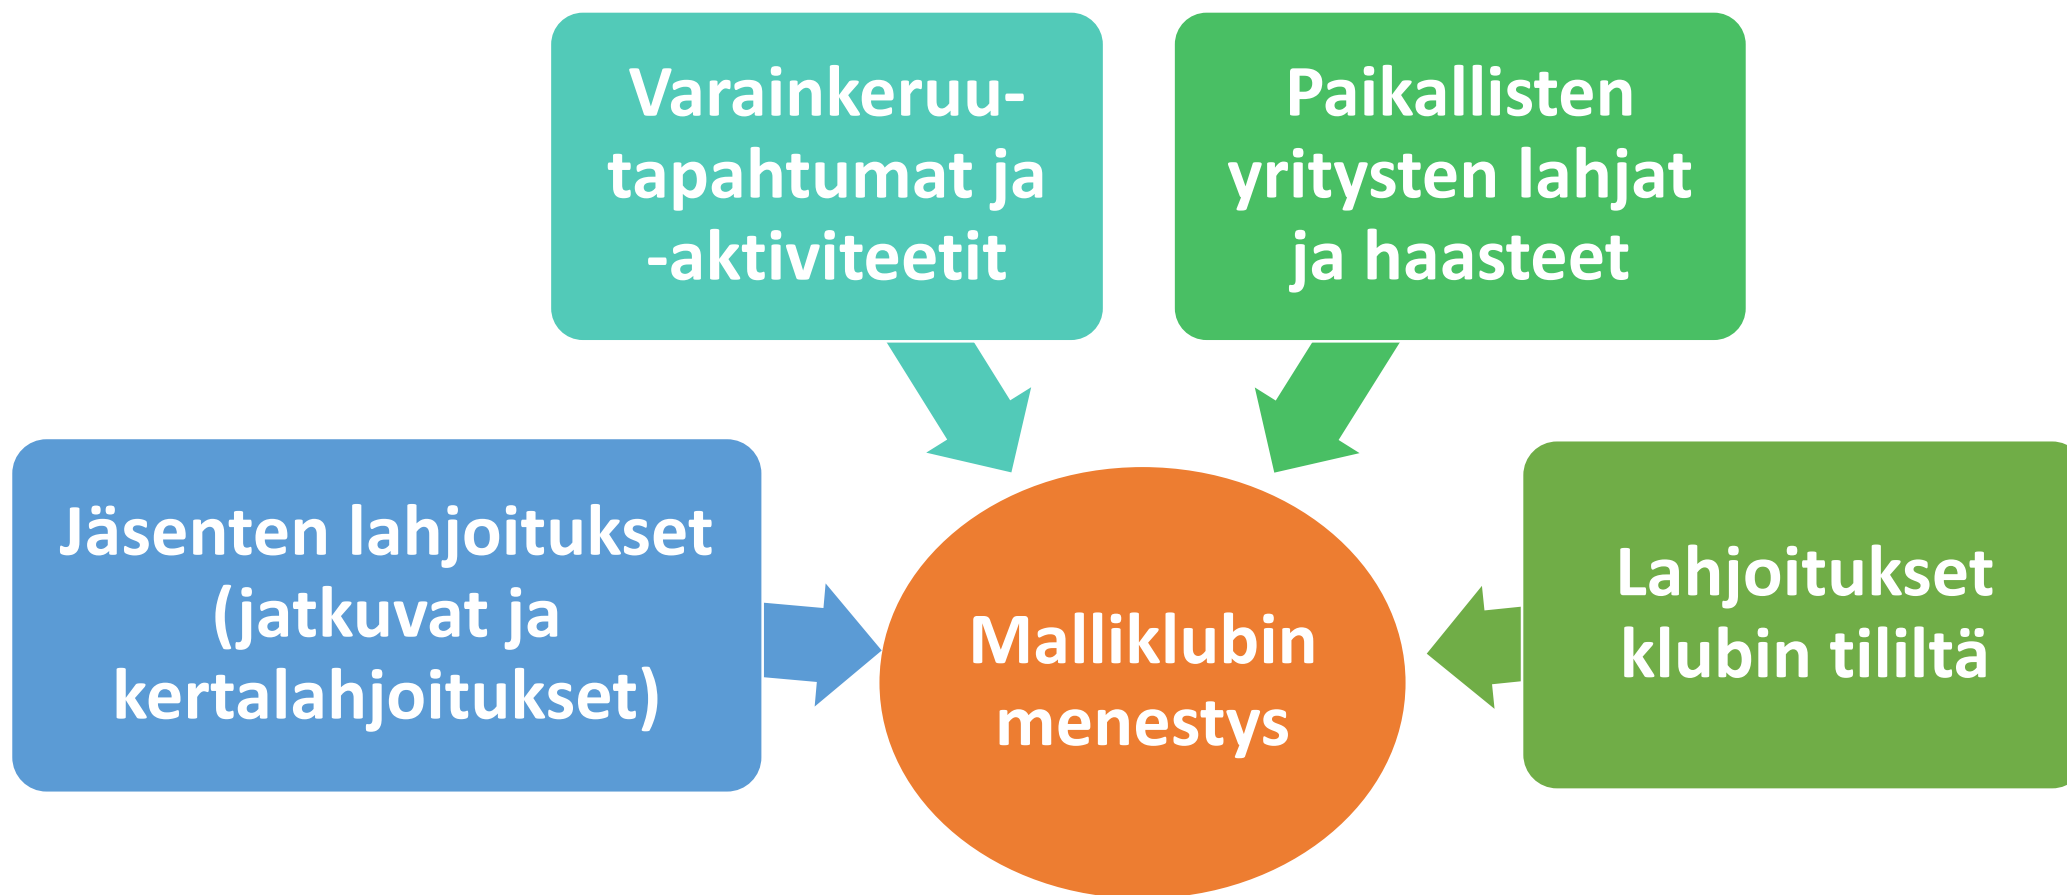 Varainkeruu-
tapahtumat ja
-aktiviteetit
Paikallisten
yritysten lahjat
ja haasteet
Jäsenten lahjoitukset
(jatkuvat ja
kertalahjoitukset)
Malliklubin
menestys
Lahjoitukset
klubin tililtä